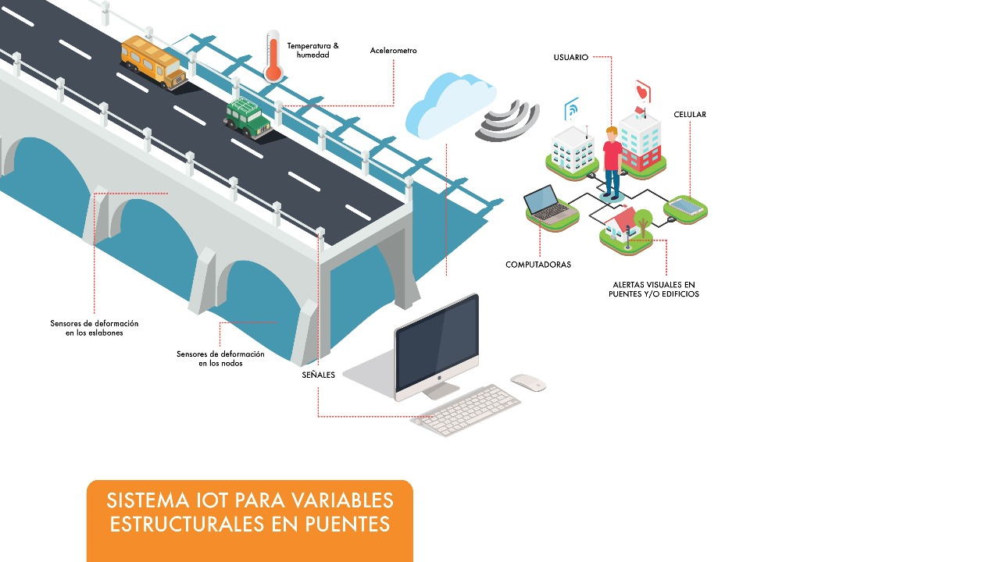 Temperatura &
humedad
Acelerometro
USUARIO
CELULAR
COMPUTADORAS
ALERTAS VISUALES EN
PUENTES Y/O EDIFICIOS
Sensores de deformación
en los eslabones
Sensores de deformación
en los nodos
SEÑALES
SISTEMA IOT PARA VARIABLES
ESTRUCTURALES EN PUENTES